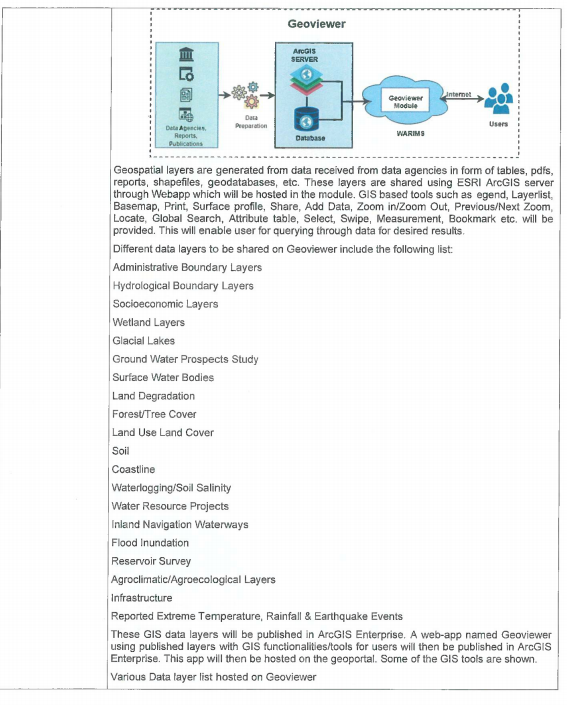 Geoviewer
ArcGIS
SERVER
Data Agencies,
Reports,
Publications
Data
Preparation
Database
Geoviewer
Module
WARIMS
Internet
Users
Geospatial layers are generated from data received from data agencies in form of tables, pdfs,
reports, shapefiles, geodatabases, etc. These layers are shared using ESRI ArcGIS server
through Webapp which will be hosted in the module. GIS based tools such as egend, Layerlist,
Basemap, Print, Surface profile, Share, Add Data, Zoom in/Zoom Out, Previous/Next Zoom,
Locate, Global Search, Attribute table, Select, Swipe, Measurement, Bookmark etc. will be
provided. This will enable user for querying through data for desired results.
Different data layers to be shared on Geoviewer include the following list:
Administrative Boundary Layers
Hydrological Boundary Layers
Socioeconomic Layers
Wetland Layers
Glacial Lakes
Ground Water Prospects Study
Surface Water Bodies
Land Degradation
Forest/Tree Cover
Land Use Land Cover
Soil
Coastline
Waterlogging/Soil Salinity
Water Resource Projects
Inland Navigation Waterways
Flood Inundation
Reservoir Survey
Agroclimatic/Agroecological Layers
Infrastructure
Reported Extreme Temperature, Rainfall & Earthquake Events
These GIS data layers will be published in ArcGIS Enterprise. A web-app named Geoviewer
using published layers with GIS functionalities/tools for users will then be published in ArcGIS
Enterprise. This app will then be hosted on the geoportal. Some of the GIS tools are shown.
Various Data layer list hosted on Geoviewer